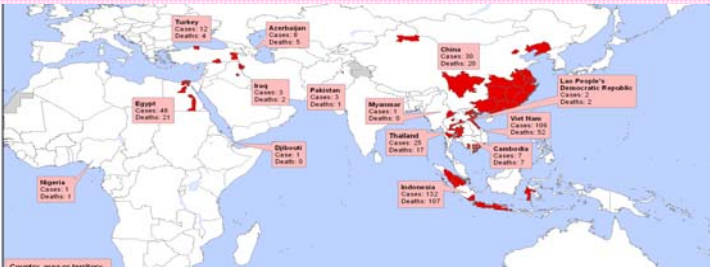 Turkey
Cases: 12
Deaths: 4
Azerbaijan
Cases: 8
Deaths: 5
China
Cases: 30
Deaths: 20
Iraq
Cases: 3
Deaths: 2
Pakistan
Cases: 3
Deaths: 1
Lao People's
Democratic Republic
Cases: 2
Deaths: 2
Egypt
Cases: 48
Deaths: 21
Myanmar
Cases: 1
Deaths: 0
Viet Nam
Cases: 106
Deaths: 52
Thailand
Cases: 25
Deaths: 17
Djibouti
Case: 1
Deaths: 0
Cambodia
Cases: 7
Deaths: 7
Nigeria
Cases: 1
Deaths: 1
Indonesia
Cases: 132
Deaths: 107